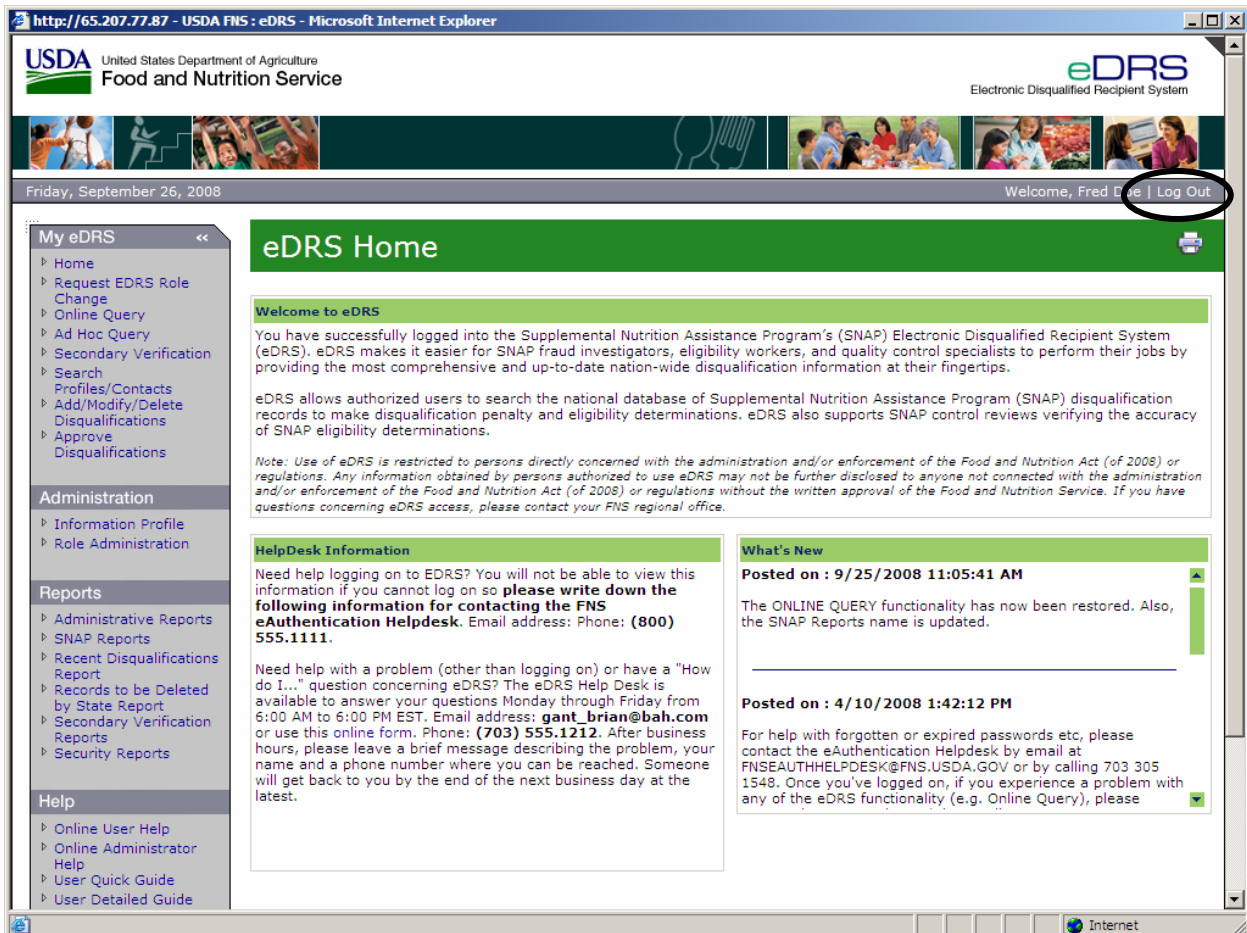 http://65.207.77.87 - USDA FNS : eDRS - Microsoft Internet Explorer
USDA
United States Department of Agriculture
Food and Nutrition Service
eDRS
Electronic Disqualified Recipient System
Friday, September 26, 2008
Welcome, Fred Doe | Log Out
My eDRS <<
Home
Request EDRS Role
Change
Online Query
Ad Hoc Query
Secondary Verification
Search
Profiles/Contacts
Add/Modify/Delete
Disqualifications
Approve
Disqualifications
Administration
Information Profile
Role Administration
Reports
Administrative Reports
SNAP Reports
Recent Disqualifications
Report
Records to be Deleted
by State Report
Secondary Verification
Reports
Security Reports
Help
Online User Help
Online Administrator
Help
User Quick Guide
User Detailed Guide
eDRS Home
Welcome to eDRS
You have successfully logged into the Supplemental Nutrition Assistance Program's (SNAP) Electronic Disqualified Recipient System
(eDRS). eDRS makes it easier for SNAP fraud investigators, eligibility workers, and quality control specialists to perform their jobs by
providing the most comprehensive and up-to-date nation-wide disqualification information at their fingertips.
eDRS allows authorized users to search the national database of Supplemental Nutrition Assistance Program (SNAP) disqualification
records to make disqualification penalty and eligibility determinations. eDRS also supports SNAP control reviews verifying the accuracy
of SNAP eligibility determinations.
Note: Use of eDRS is restricted to persons directly concerned with the administration and/or enforcement of the Food and Nutrition Act (of 2008) or
regulations. Any information obtained by persons authorized to use eDRS may not be further disclosed to anyone not connected with the administration
and/or enforcement of the Food and Nutrition Act (of 2008) or regulations without the written approval of the Food and Nutrition Service. If you have
questions concerning eDRS access, please contact your FNS regional office.
HelpDesk Information
Need help logging on to EDRS? You will not be able to view this
information if you cannot log on so please write down the
following information for contacting the FNS
eAuthentication Helpdesk. Email address: Phone: (800)
555.1111.
Need help with a problem (other than logging on) or have a "How
do I..." question concerning eDRS? The eDRS Help Desk is
available to answer your questions Monday through Friday from
6:00 AM to 6:00 PM EST. Email address: gant_brian@bah.com
or use this online form. Phone: (703) 555.1212. After business
hours, please leave a brief message describing the problem, your
name and a phone number where you can be reached. Someone
will get back to you by the end of the next business day at the
latest.
What's New
Posted on : 9/25/2008 11:05:41 AM
The ONLINE QUERY functionality has now been restored. Also,
the SNAP Reports name is updated.
Posted on : 4/10/2008 1:42:12 PM
For help with forgotten or expired passwords etc, please
contact the eAuthentication Helpdesk by email at
FNSEAUTHHELPDESK@FNS.USDA.GOV or by calling 703 305
1548. Once you've logged on, if you experience a problem with
any of the eDRS functionality (e.g. Online Query), please
Internet